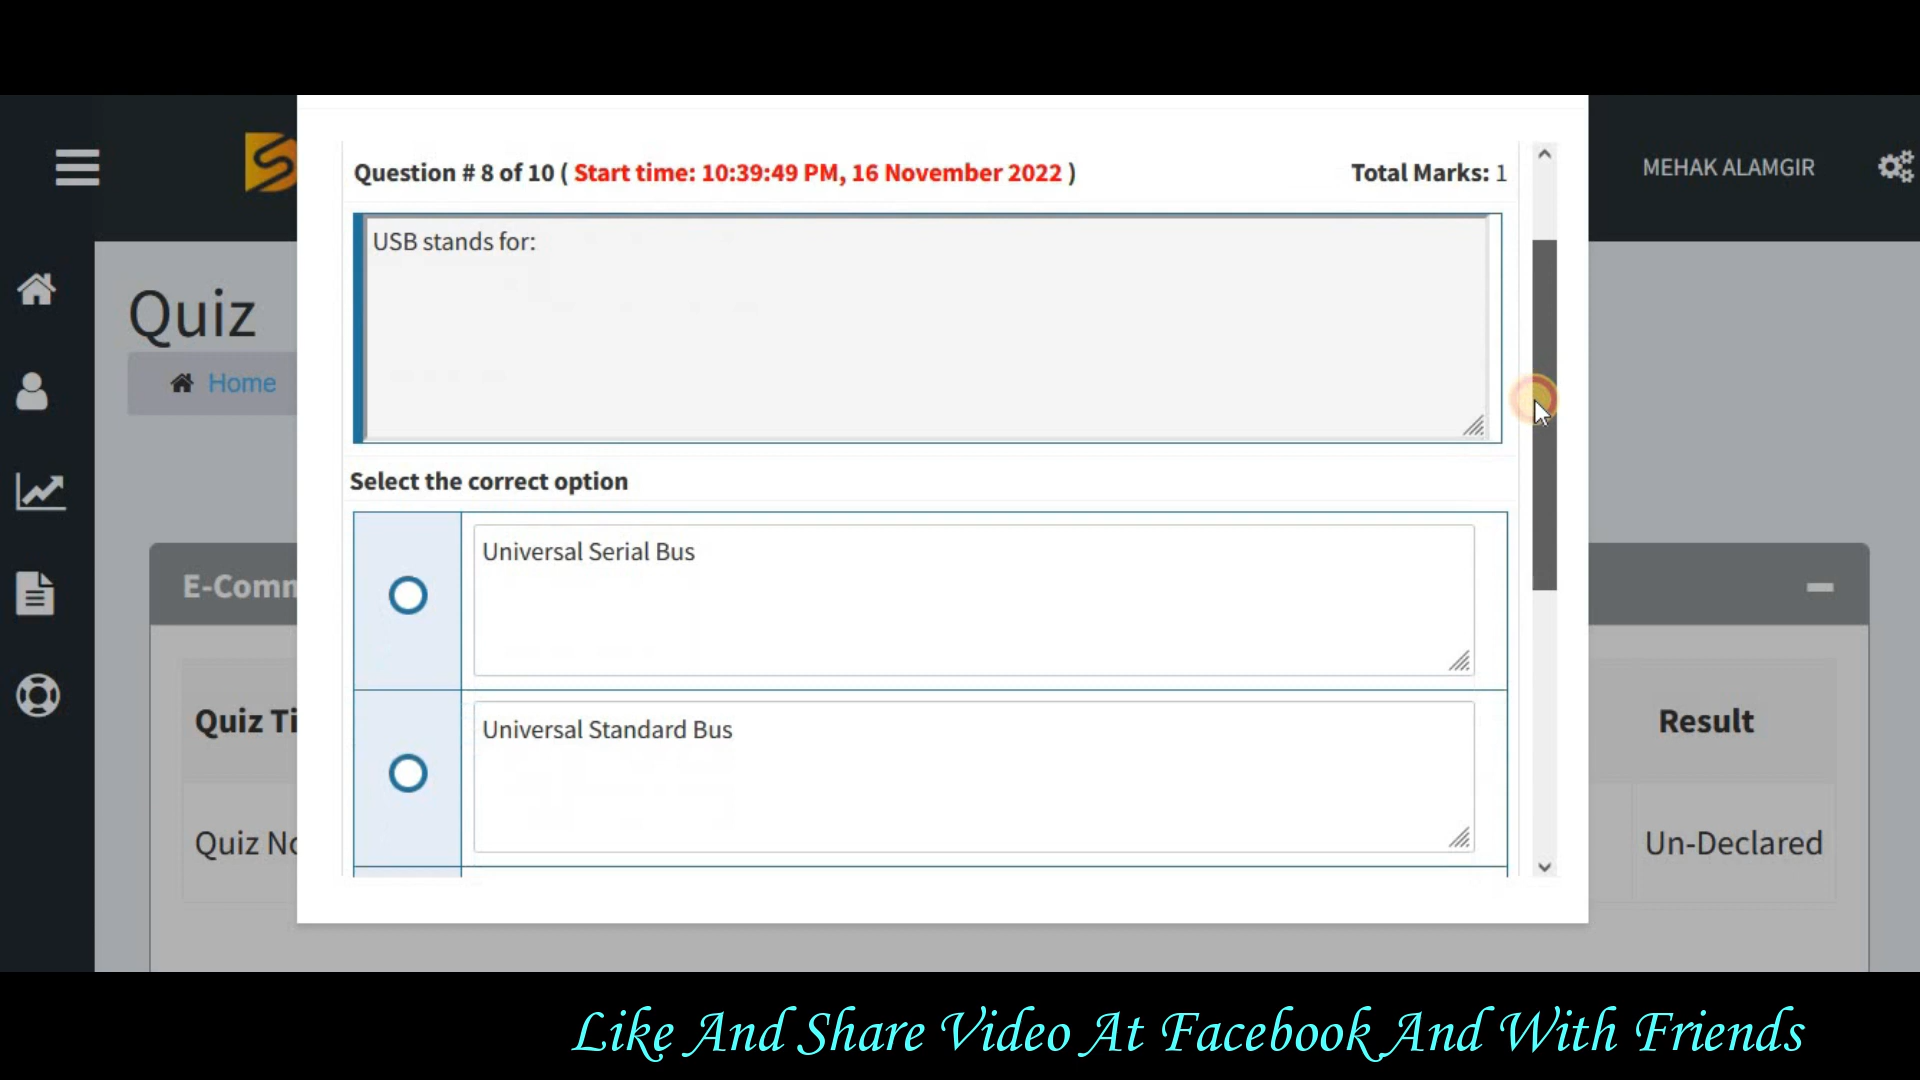 MEHAK ALAMGIR
Question # 8 of 10 ( Start time: 10:39:49 PM, 16 November 2022 )
Total Marks: 1
USB stands for:
Quiz
Home
Select the correct option
Universal Serial Bus
E-Comm
Universal Standard Bus
Quiz Ti
Result
Quiz No
Un-Declared
Like And Share Video At Facebook And With Friends